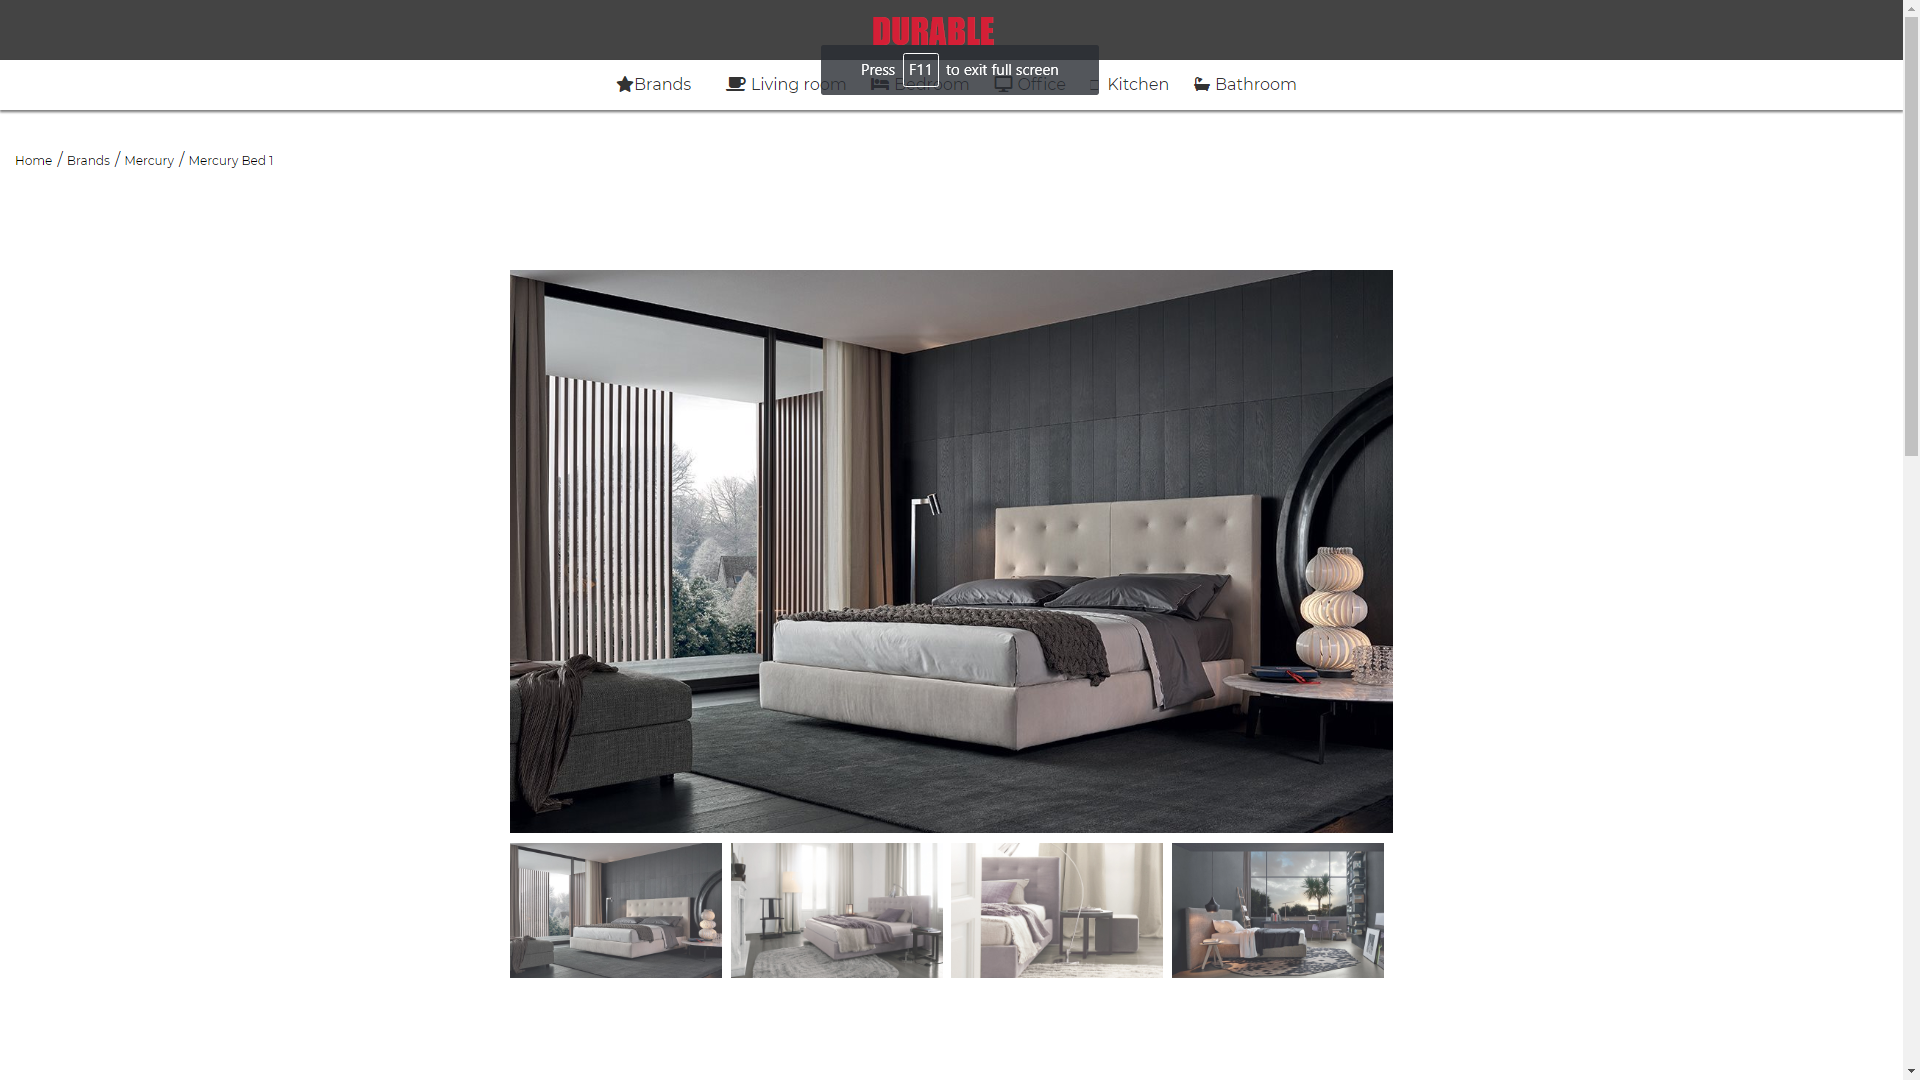 DURABLE
Press F11 to exit full screen
Brands Living room Bedroom Office Kitchen Bathroom
Home / Brands / Mercury / Mercury Bed 1